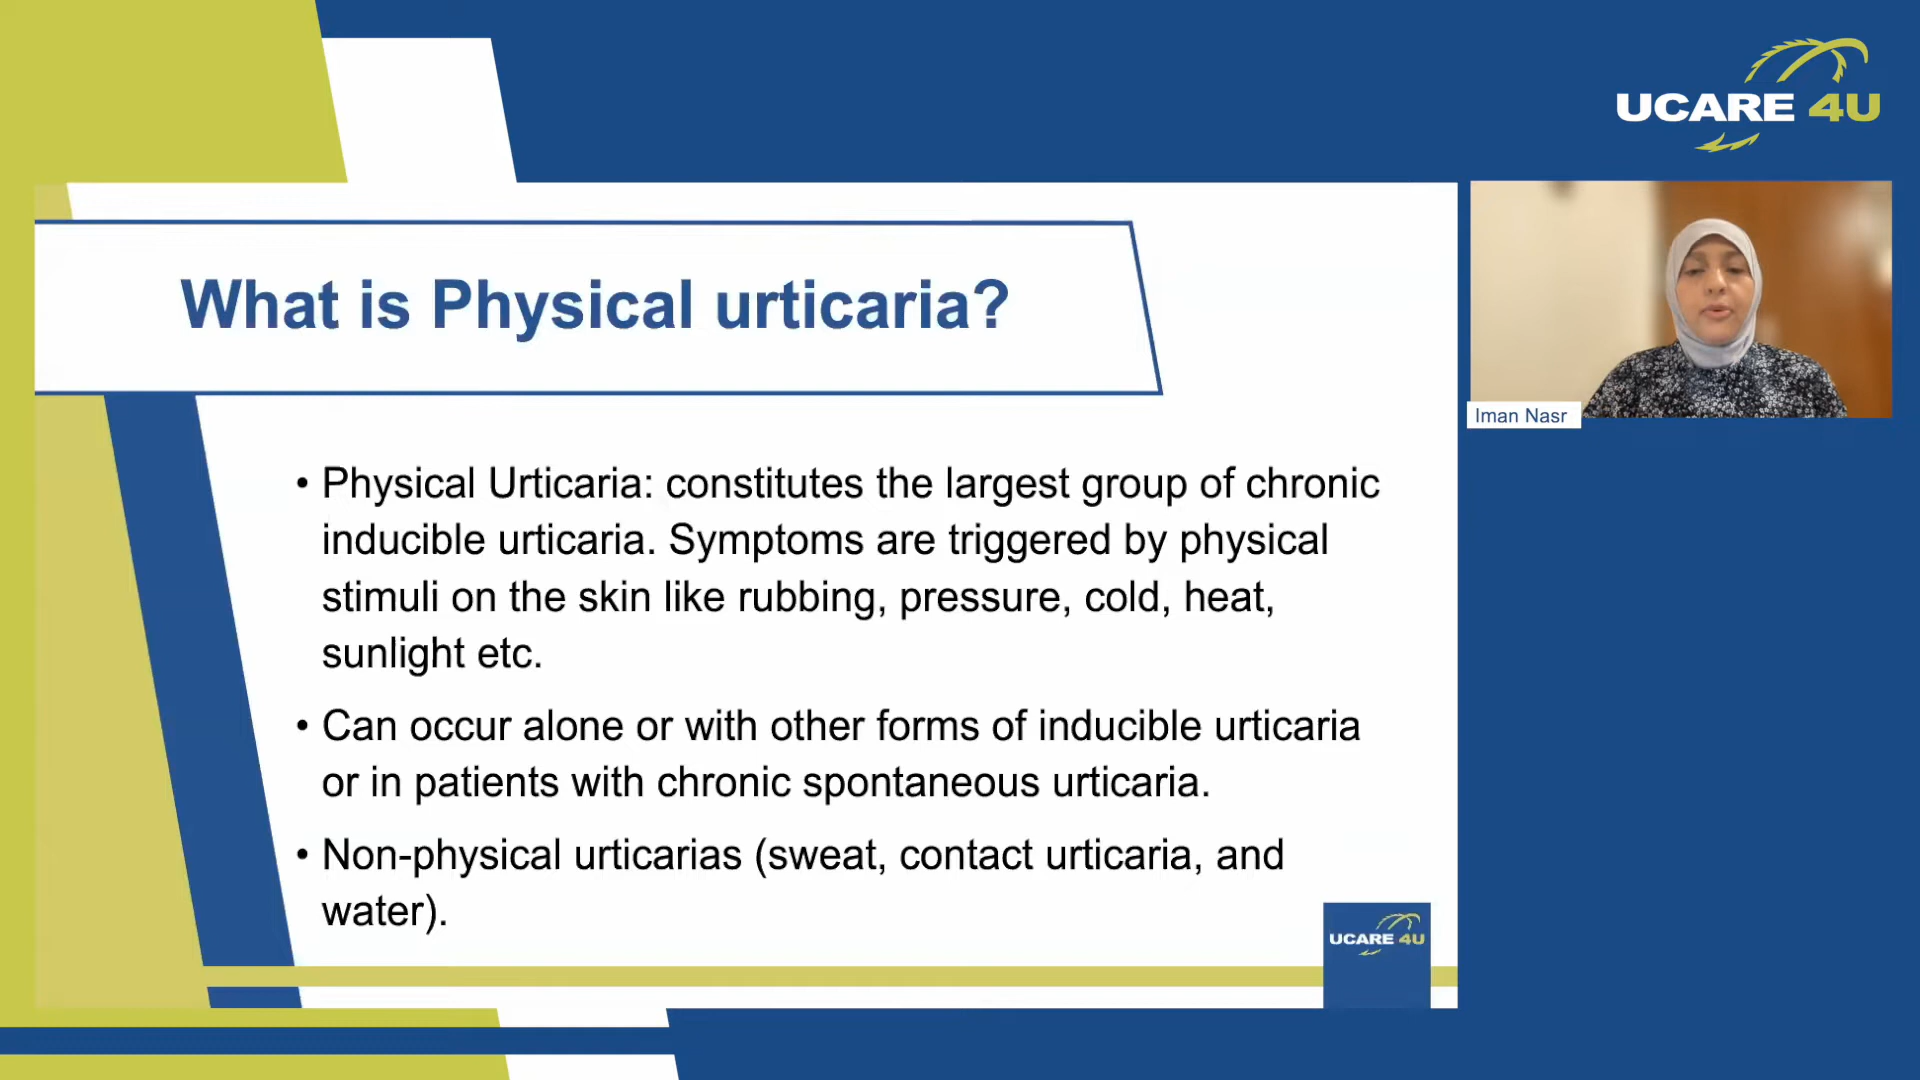 UCARE 4U
What is Physical urticaria?
Iman Nasr
• Physical Urticaria: constitutes the largest group of chronic
inducible urticaria. Symptoms are triggered by physical
stimuli on the skin like rubbing, pressure, cold, heat,
sunlight etc.
• Can occur alone or with other forms of inducible urticaria
or in patients with chronic spontaneous urticaria.
• Non-physical urticarias (sweat, contact urticaria, and
water).
UCARE 4U